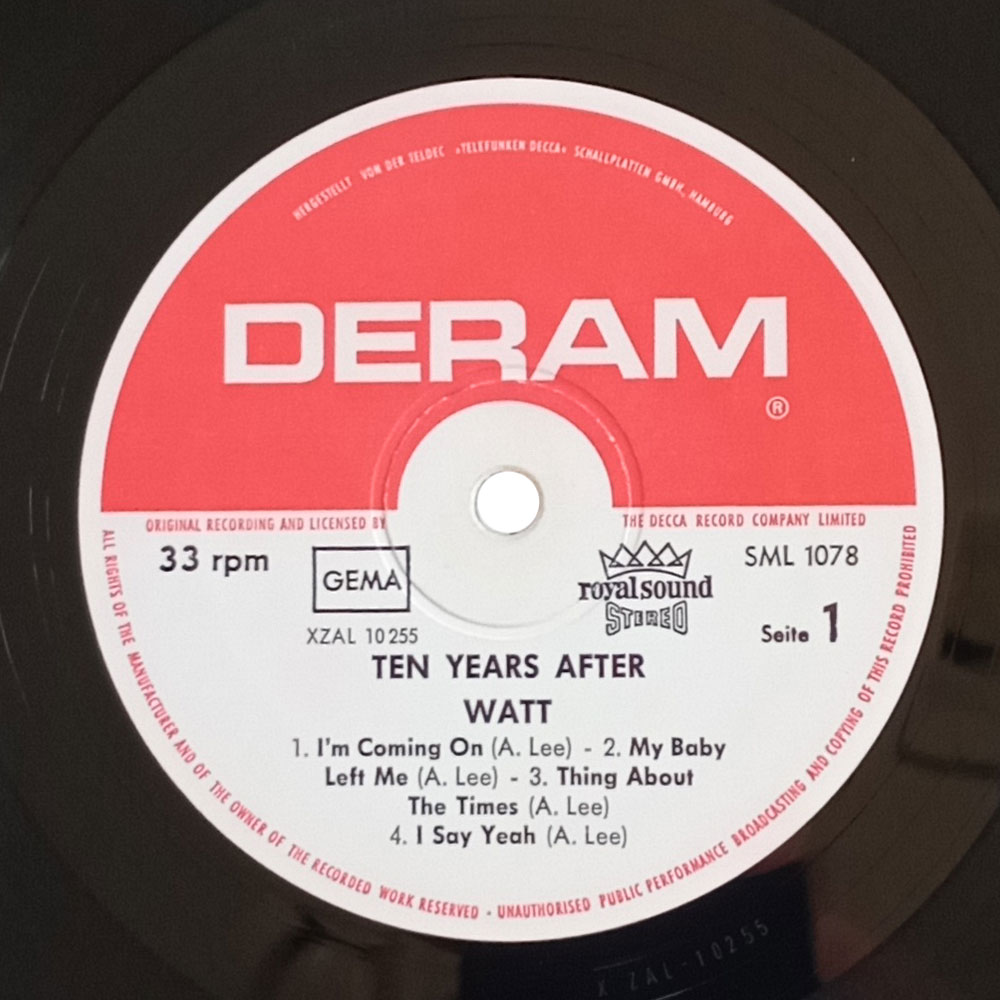 HERGESTELLT VON DER TELDEC »TELEFUNKEN DECCA« SCHALLPLATTEN GMBH, HAMBURG
DERAM
®
ORIGINAL RECORDING AND LICENSED BY THE DECCA RECORD COMPANY LIMITED
33 rpm
GEMA
XZAL 10 255
royal sound
STEREO
SML 1078
Seite 1
TEN YEARS AFTER
WATT
1. I'm Coming On (A. Lee) - 2. My Baby
Left Me (A. Lee) - 3. Thing About
The Times (A. Lee)
4. I Say Yeah (A. Lee)
ALL RIGHTS OF THE MANUFACTURER AND OF THE OWNER OF THE RECORDED WORK RESERVED - UNAUTHORISED PUBLIC PERFORMANCE BROADCASTING AND COPYING OF THIS RECORD PROHIBITED
X ZAL-10255